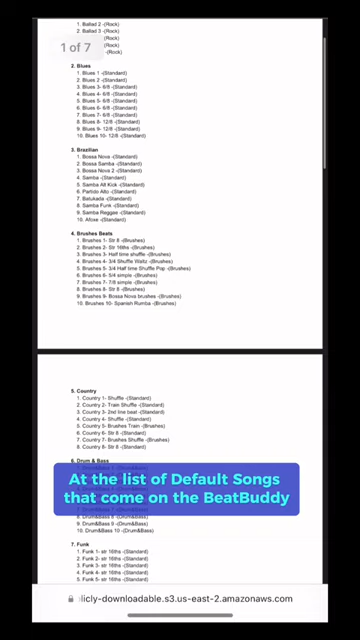 1. Ballad 2 -(Rock)
2. Ballad 3 -(Rock)
(Rock)
(Rock)
-(Rock)
1 of 7
2. Blues
1. Blues 1 -(Standard)
2. Blues 2 -(Standard)
3. Blues 3- 6/8 -(Standard)
4. Blues 4- 6/8 -(Standard)
5. Blues 5- 6/8 -(Standard)
6. Blues 6- 6/8 -(Standard)
7. Blues 7- 6/8 -(Standard)
8. Blues 8- 12/8 -(Standard)
9. Blues 9- 12/8 -(Standard)
10. Blues 10- 12/8 -(Standard)
3. Brazilian
1. Bossa Nova -(Standard)
2. Bossa Samba -(Standard)
3. Bossa Nova 2 -(Standard)
4. Samba -(Standard)
5. Samba Alt Kick -(Standard)
6. Partido Alto -(Standard)
7. Batukada -(Standard)
8. Samba Funk -(Standard)
9. Samba Reggae -(Standard)
10. Afoxe -(Standard)
4. Brushes Beats
1. Brushes 1- Str 8 -(Brushes)
2. Brushes 2- Str 16ths -(Brushes)
3. Brushes 3- Half time shuffle -(Brushes)
4. Brushes 4- 3/4 Shuffle Waltz -(Brushes)
5. Brushes 5- 3/4 Half time Shuffle Pop -(Brushes)
6. Brushes 6- 5/4 simple -(Brushes)
7. Brushes 7- 7/8 simple -(Brushes)
8. Brushes 8- Str 8 -(Brushes)
9. Brushes 9- Bossa Nova brushes -(Brushes)
10. Brushes 10- Spanish Rumba -(Brushes)
5. Country
1. Country 1- Shuffle -(Standard)
2. Country 2- Train Shuffle -(Standard)
3. Country 3- 2nd line beat -(Standard)
4. Country 4- Shuffle -(Standard)
5. Country 5- Brushes Train -(Brushes)
6. Country 6- Str 8 -(Standard)
7. Country 7- Brushes Shuffle -(Brushes)
8. Country 8- Str 8 -(Standard)
6. Drum & Bass
At the list of Default Songs
that come on the BeatBuddy
8. Drum&Bass 8 -(Drum&Bass)
9. Drum&Bass 9 -(Drum&Bass)
10. Drum&Bass 10 -(Drum&Bass)
7. Funk
1. Funk 1- str 16ths -(Standard)
2. Funk 2- str 16ths -(Standard)
3. Funk 3- str 16ths -(Standard)
4. Funk 4- str 16ths -(Standard)
5. Funk 5- str 16ths -(Standard)
licly-downloadable.s3.us-east-2.amazonaws.com